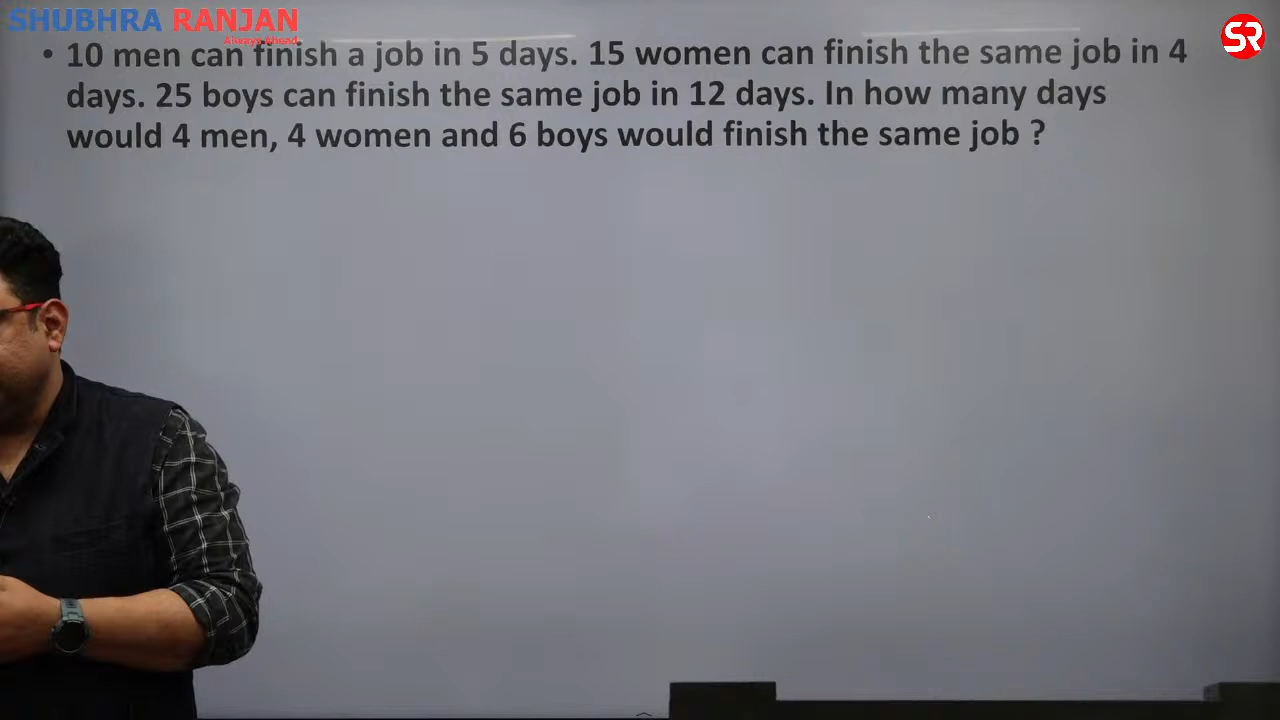 SHUBHRA RANJAN
Always Ahead
SR
• 10 men can finish a job in 5 days. 15 women can finish the same job in 4
days. 25 boys can finish the same job in 12 days. In how many days
would 4 men, 4 women and 6 boys would finish the same job ?